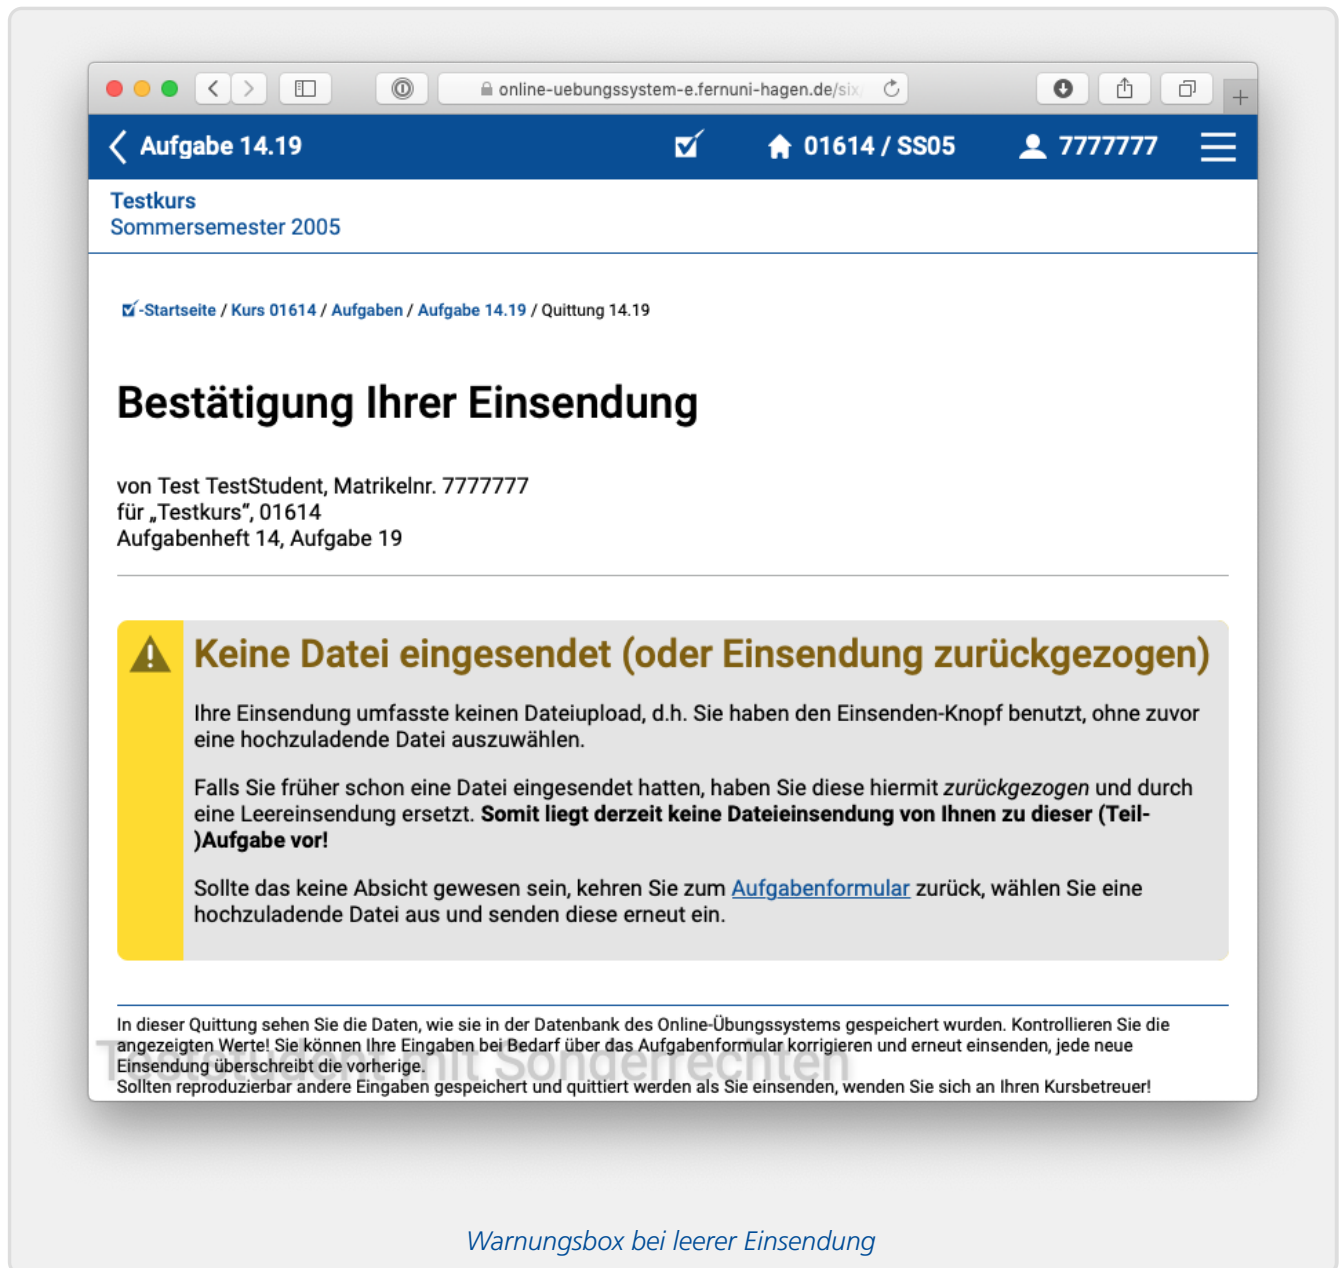 online-uebungssystem-e.fernuni-hagen.de/six/
Aufgabe 14.19
01614 / SS05
7777777
Testkurs
Sommersemester 2005
-Startseite / Kurs 01614 / Aufgaben / Aufgabe 14.19 / Quittung 14.19
Bestätigung Ihrer Einsendung
von Test TestStudent, Matrikelnr. 7777777
für „Testkurs“, 01614
Aufgabenheft 14, Aufgabe 19
Keine Datei eingesendet (oder Einsendung zurückgezogen)
Ihre Einsendung umfasste keinen Dateiupload, d.h. Sie haben den Einsenden-Knopf benutzt, ohne zuvor
eine hochzuladende Datei auszuwählen.
Falls Sie früher schon eine Datei eingesendet hatten, haben Sie diese hiermit zurückgezogen und durch
eine Leereinsendung ersetzt. Somit liegt derzeit keine Dateieinsendung von Ihnen zu dieser (Teil-
)Aufgabe vor!
Sollte das keine Absicht gewesen sein, kehren Sie zum Aufgabenformular zurück, wählen Sie eine
hochzuladende Datei aus und senden diese erneut ein.
In dieser Quittung sehen Sie die Daten, wie sie in der Datenbank des Online-Übungssystems gespeichert wurden. Kontrollieren Sie die
angezeigten Werte! Sie können Ihre Eingaben bei Bedarf über das Aufgabenformular korrigieren und erneut einsenden, jede neue
Einsendung überschreibt die vorherige.
Sollten reproduzierbar andere Eingaben gespeichert und quittiert werden als Sie einsenden, wenden Sie sich an Ihren Kursbetreuer!
Teststudent mit Sonderrechten
Warnungsbox bei leerer Einsendung